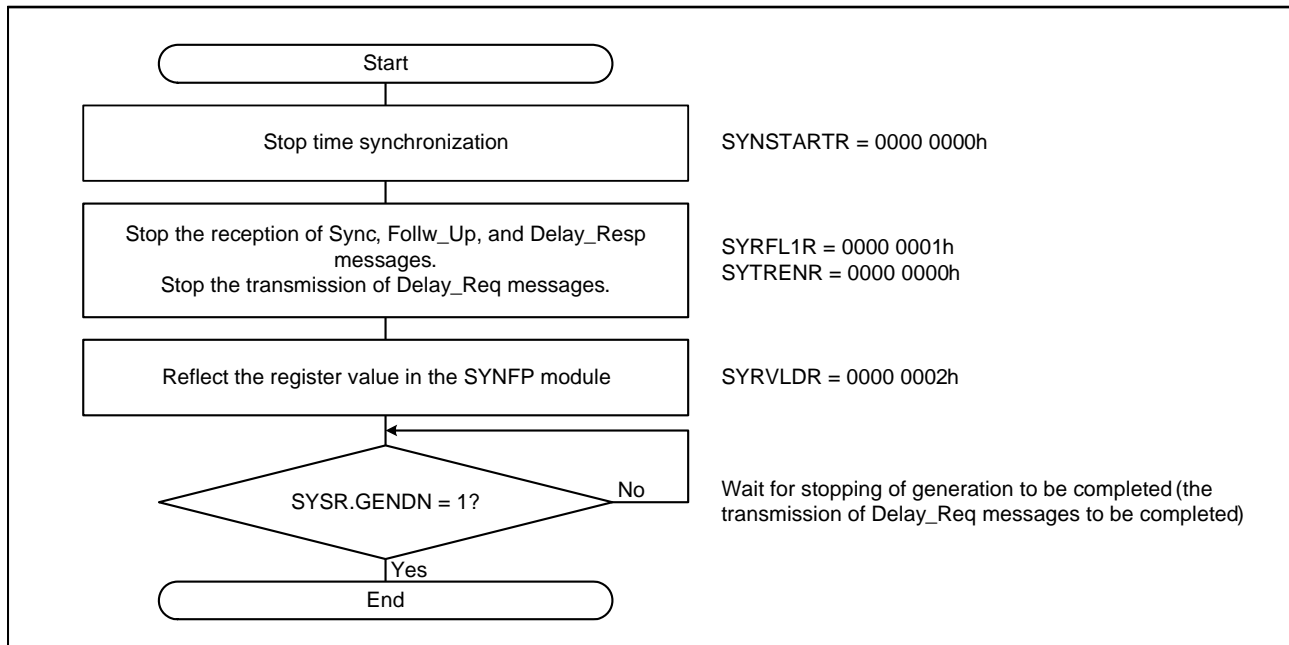 Start
Stop time synchronization
SYNSTARTR = 0000 0000h
Stop the reception of Sync, Follw_Up, and Delay_Resp
messages.
Stop the transmission of Delay_Req messages.
SYRFL1R = 0000 0001h
SYTRENR = 0000 0000h
Reflect the register value in the SYNFP module
SYRVLDR = 0000 0002h
SYSR.GENDN = 1?
No
Wait for stopping of generation to be completed (the
transmission of Delay_Req messages to be completed)
Yes
End